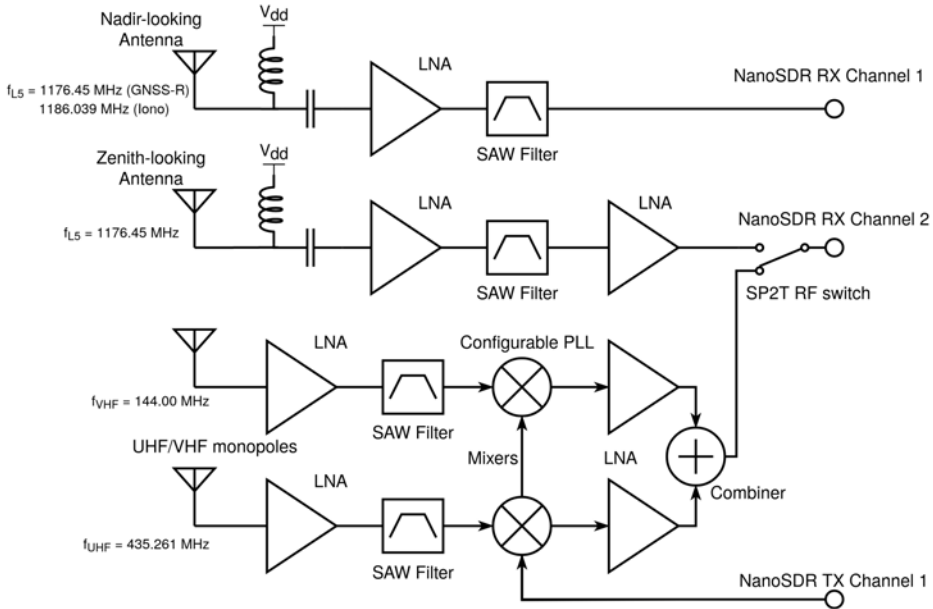 Nadir-looking
Antenna
V_dd
LNA
NanoSDR RX Channel 1
f_L5 = 1176.45 MHz (GNSS-R)
1186.039 MHz (Iono)
SAW Filter
Zenith-looking
Antenna
V_dd
LNA
LNA
NanoSDR RX Channel 2
f_L5 = 1176.45 MHz
SAW Filter
SP2T RF switch
LNA
Configurable PLL
f_VHF = 144.00 MHz
SAW Filter
UHF/VHF monopoles
Mixers
LNA
LNA
Combiner
f_UHF = 435.261 MHz
SAW Filter
NanoSDR TX Channel 1